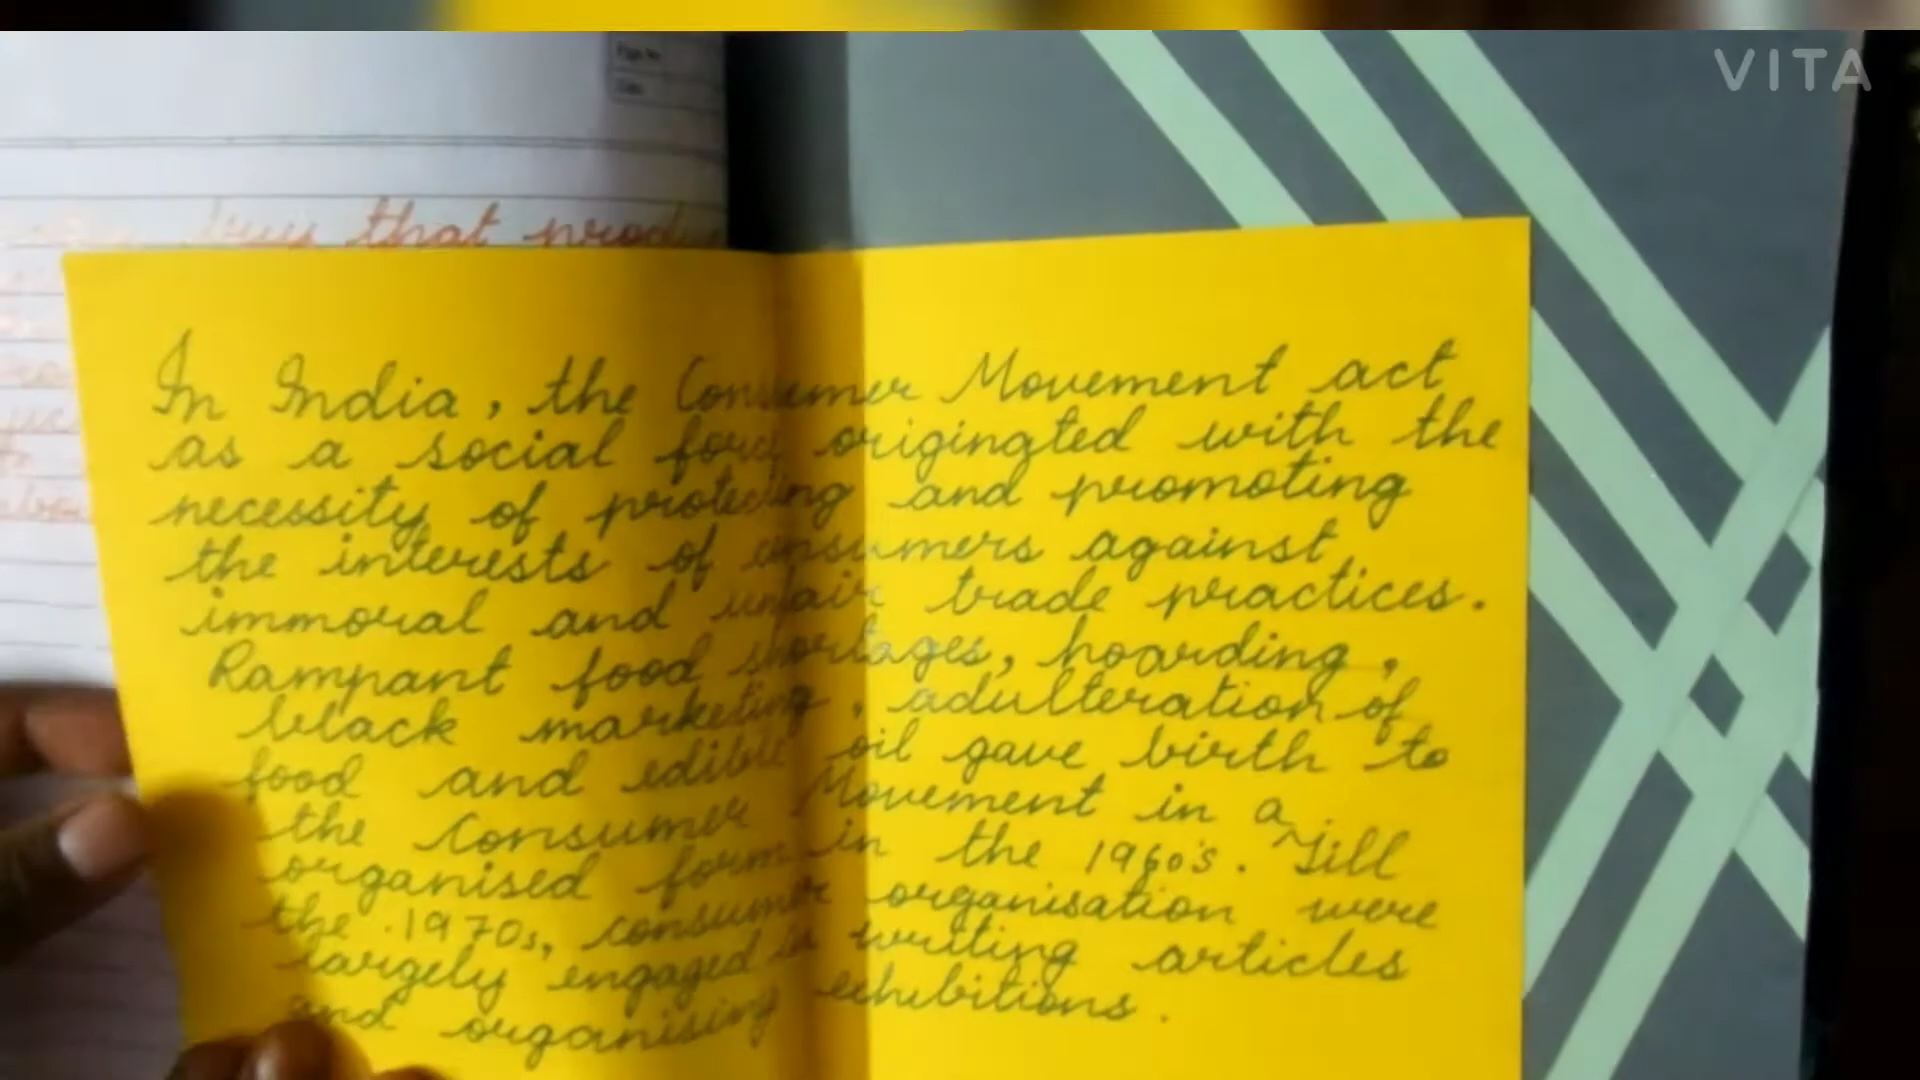 VITA
that
In India, the Consumer Movement act
as a social force origingted with the
necessity of protecting and promoting
the interests of consumers against
immoral and unfair trade practices.
Rampant food shortages, hoarding,
black marketing, adulteration of
food and edible oil gave birth to
the Consumer Movement in a
organised form in the 1960's. Till
the 1970s, consumer organisation were
largely engaged in writing articles
and organising exhibitions.